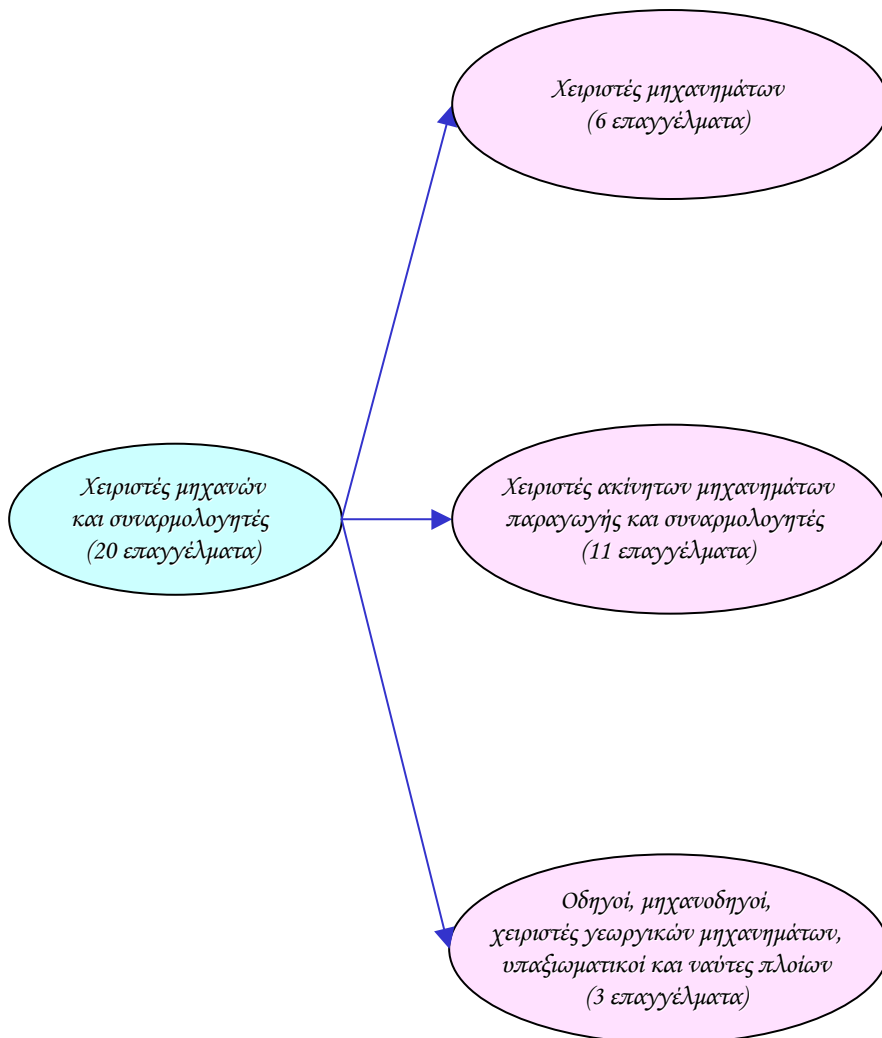 Χειριστές μηχανημάτων
(6 επαγγέλματα)
Χειριστές μηχανών
και συναρμολογητές
(20 επαγγέλματα)
Χειριστές ακίνητων μηχανημάτων
παραγωγής και συναρμολογητές
(11 επαγγέλματα)
Οδηγοί, μηχανοδηγοί,
χειριστές γεωργικών μηχανημάτων,
υπαξιωματικοί και ναύτες πλοίων
(3 επαγγέλματα)